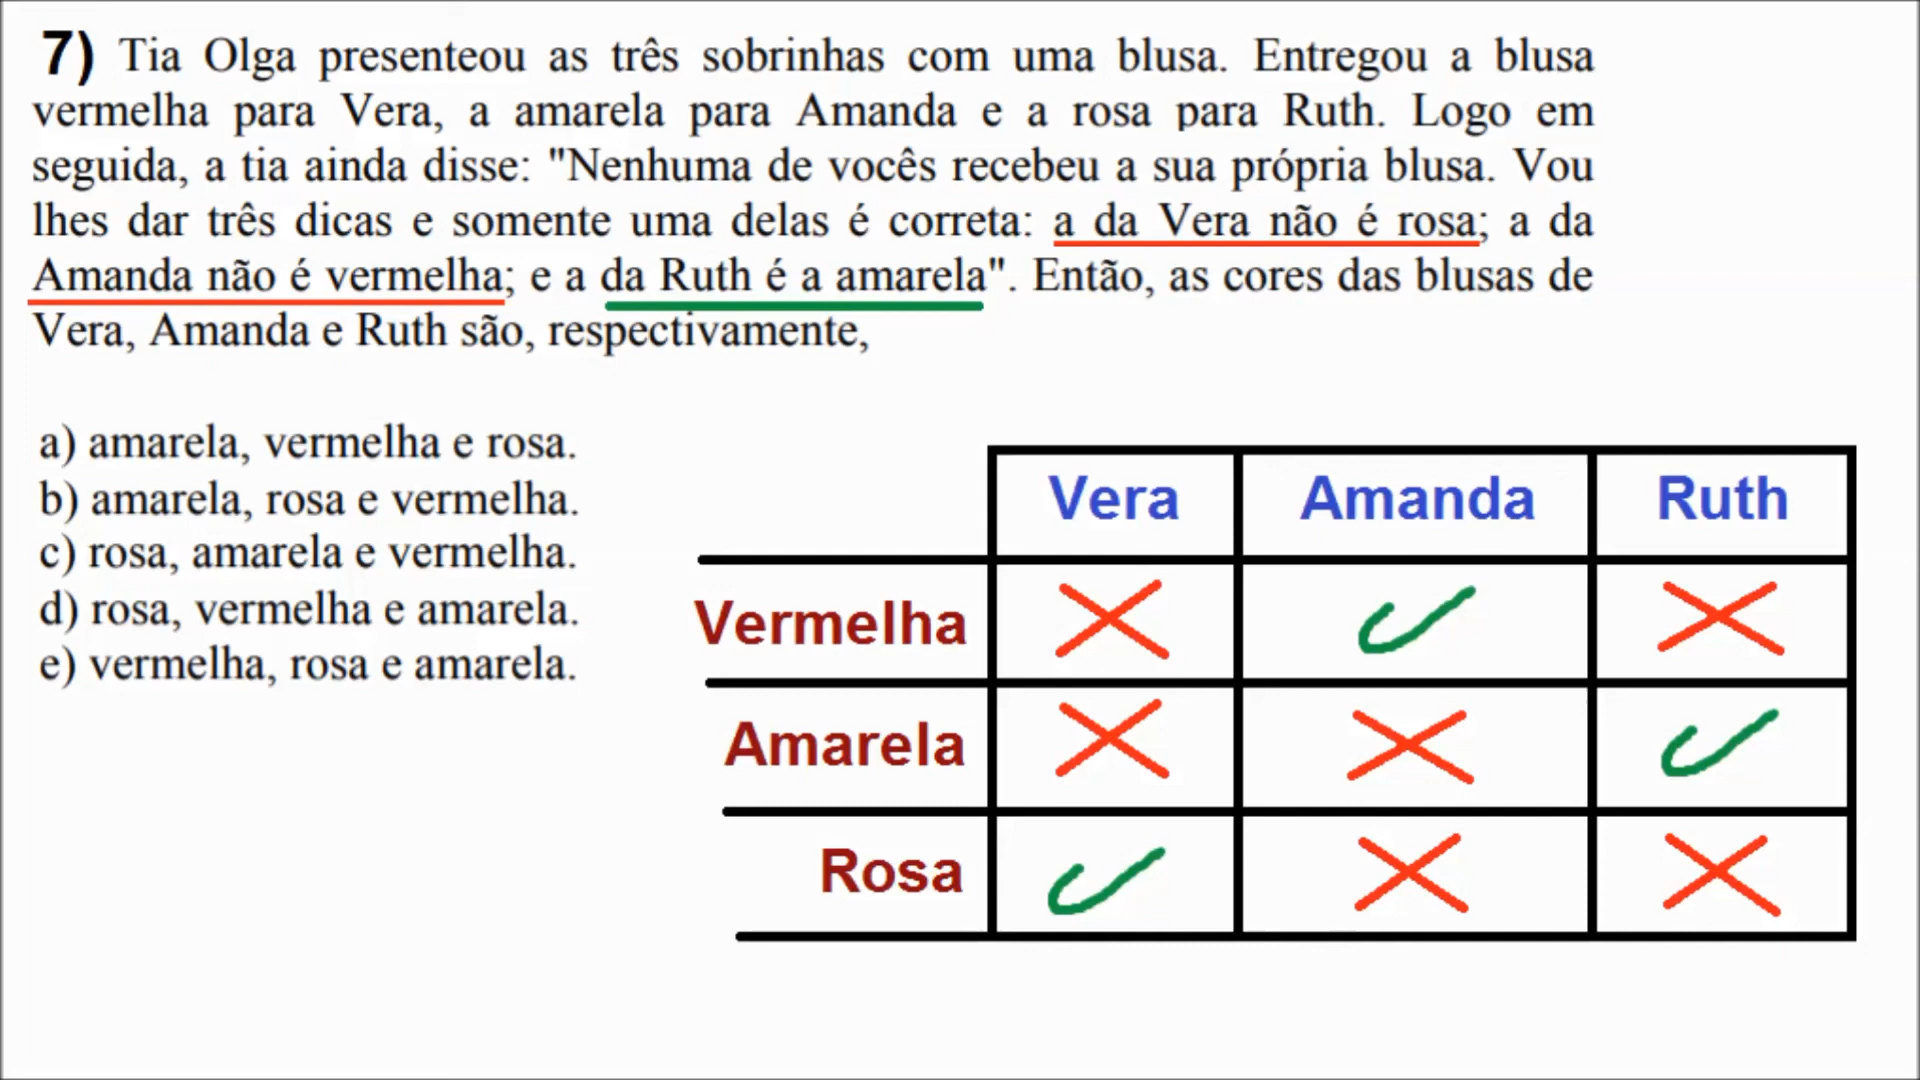 7) Tia Olga presenteou as três sobrinhas com uma blusa. Entregou a blusa
vermelha para Vera, a amarela para Amanda e a rosa para Ruth. Logo em
seguida, a tia ainda disse: "Nenhuma de vocês recebeu a sua própria blusa. Vou
lhes dar três dicas e somente uma delas é correta: a da Vera não é rosa; a da
Amanda não é vermelha; e a da Ruth é a amarela". Então, as cores das blusas de
Vera, Amanda e Ruth são, respectivamente,
a) amarela, vermelha e rosa.
b) amarela, rosa e vermelha.
c) rosa, amarela e vermelha.
d) rosa, vermelha e amarela.
e) vermelha, rosa e amarela.
Vera Amanda Ruth
Vermelha
Amarela
Rosa